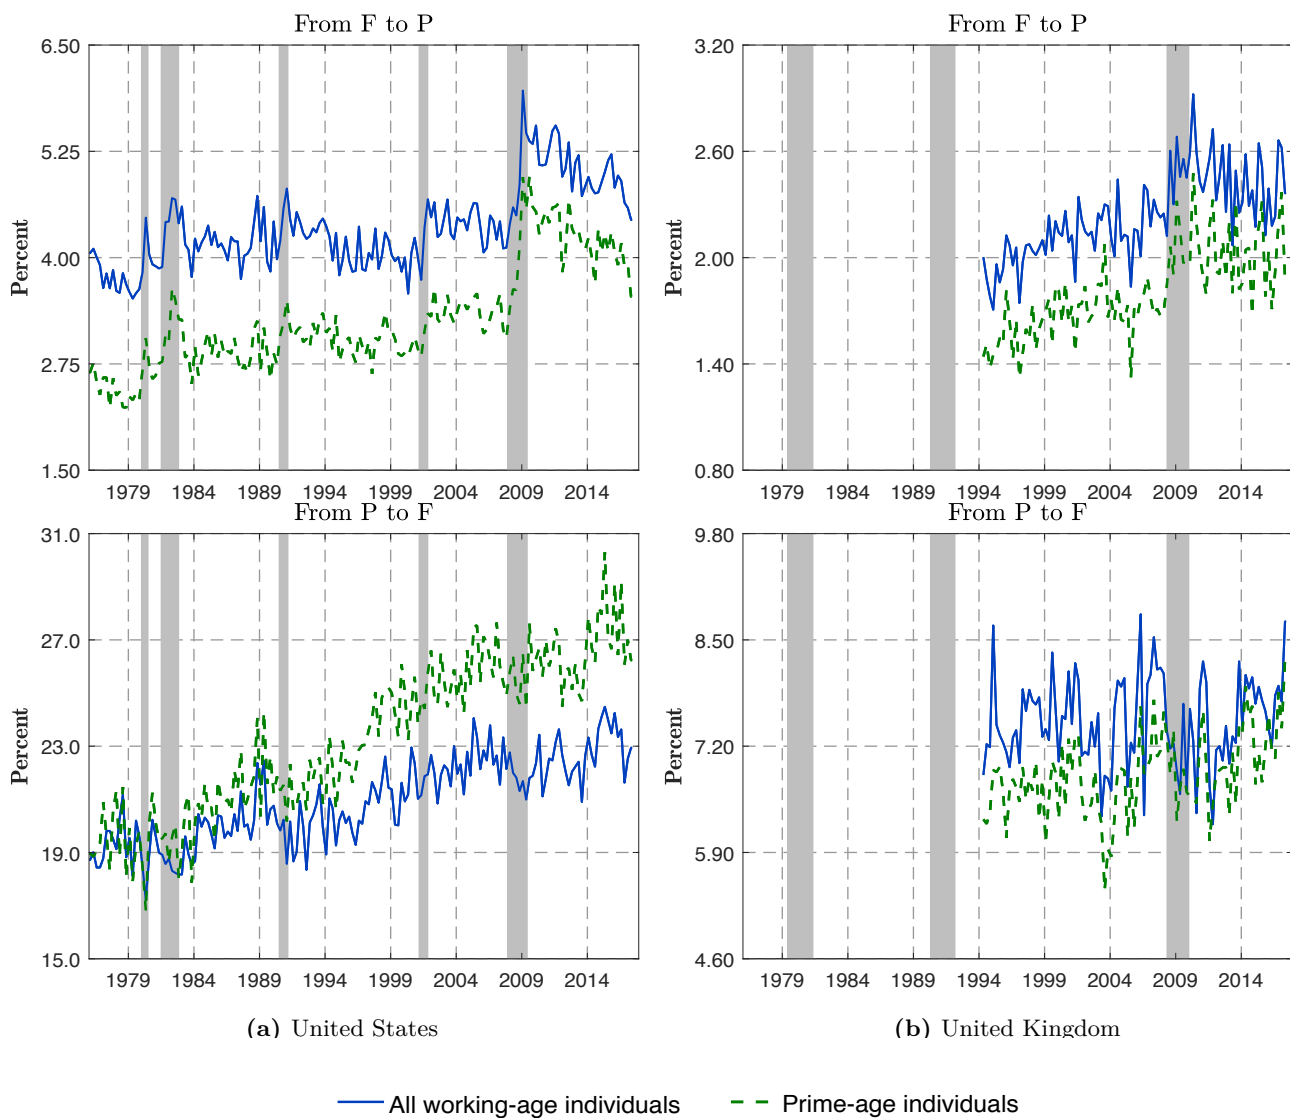 From F to P
6.50
5.25
4.00
2.75
1.50
Percent
1979 1984 1989 1994 1999 2004 2009 2014
From F to P
3.20
2.60
2.00
1.40
0.80
Percent
1979 1984 1989 1994 1999 2004 2009 2014
From P to F
31.0
27.0
23.0
19.0
15.0
Percent
1979 1984 1989 1994 1999 2004 2009 2014
(a) United States
From P to F
9.80
8.50
7.20
5.90
4.60
Percent
1979 1984 1989 1994 1999 2004 2009 2014
(b) United Kingdom
All working-age individuals
Prime-age individuals